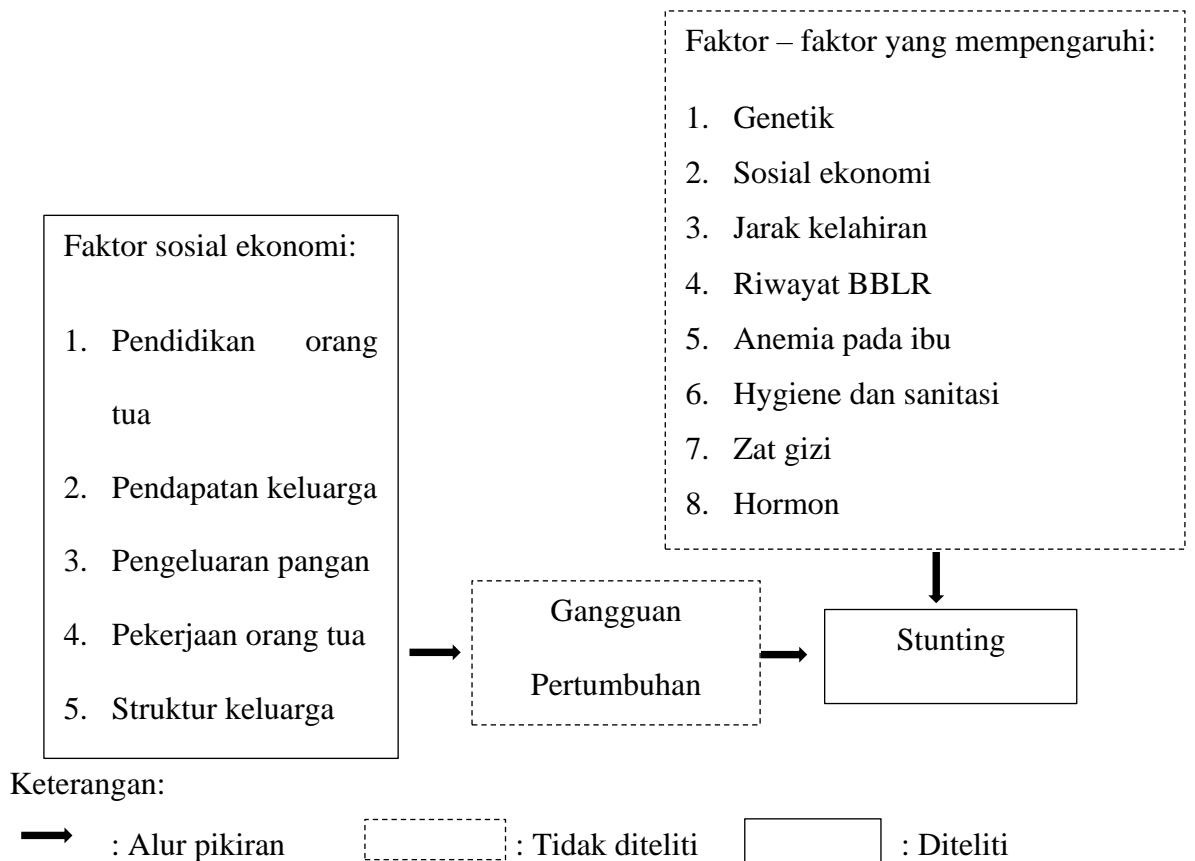 Faktor – faktor yang mempengaruhi:
1. Genetik
2. Sosial ekonomi
3. Jarak kelahiran
4. Riwayat BBLR
5. Anemia pada ibu
6. Hygiene dan sanitasi
7. Zat gizi
8. Hormon
Faktor sosial ekonomi:
1. Pendidikan orang
tua
2. Pendapatan keluarga
3. Pengeluaran pangan
4. Pekerjaan orang tua
5. Struktur keluarga
Gangguan
Pertumbuhan
Stunting
Keterangan:
: Alur pikiran : Tidak diteliti : Diteliti